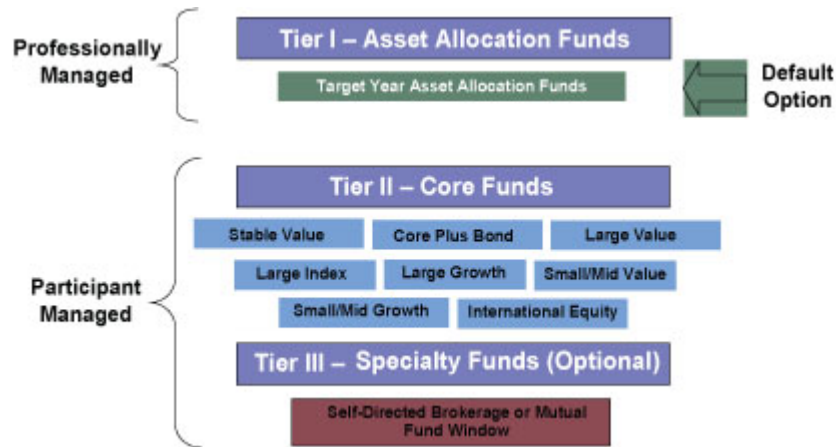 Professionally
Managed
Tier I – Asset Allocation Funds
Target Year Asset Allocation Funds
Default
Option
Participant
Managed
Tier II – Core Funds
Stable Value
Core Plus Bond
Large Value
Large Index
Large Growth
Small/Mid Value
Small/Mid Growth
International Equity
Tier III – Specialty Funds (Optional)
Self-Directed Brokerage or Mutual
Fund Window